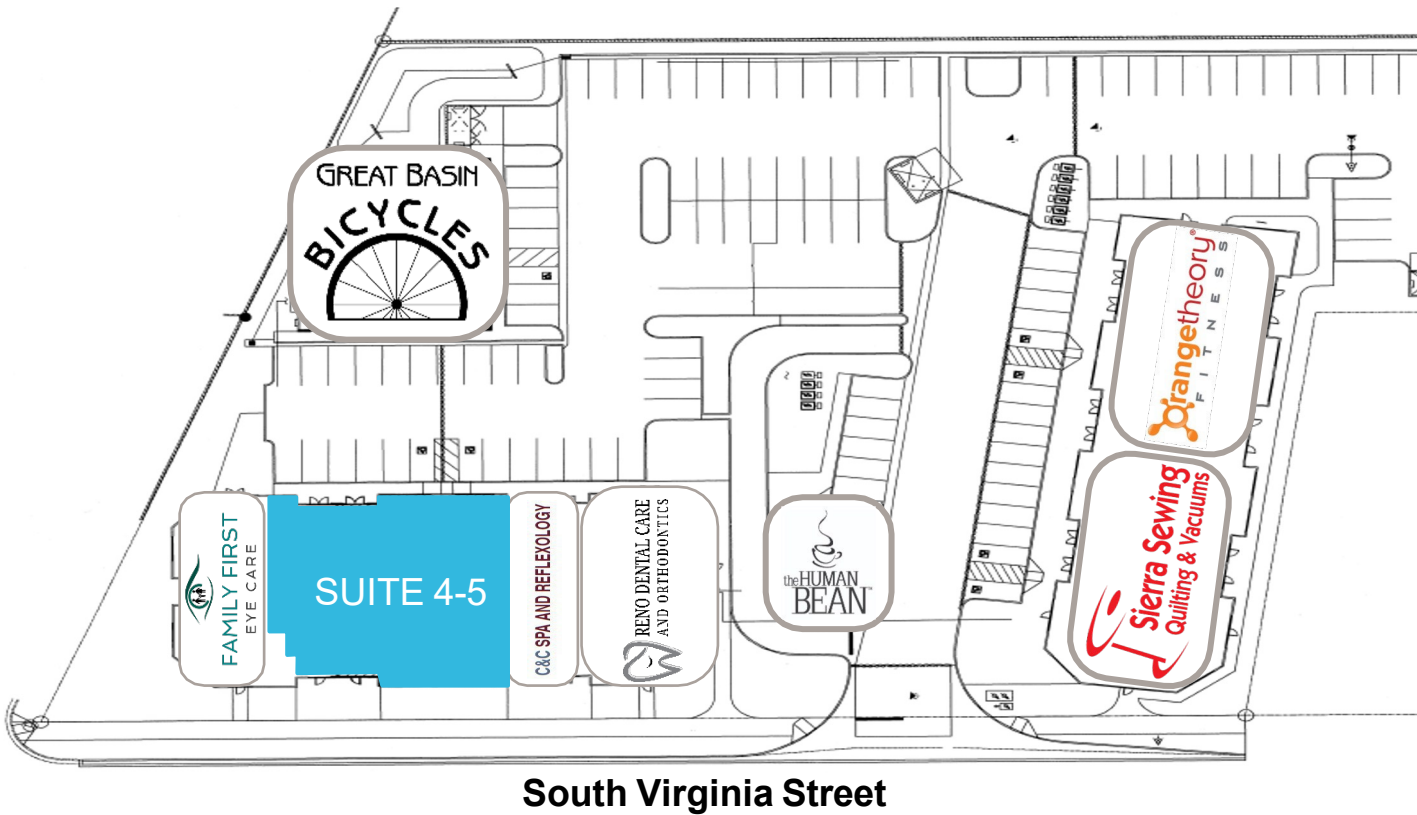 GREAT BASIN
BICYCLES
Orangetheory®
FITNESS
FAMILY FIRST
EYE CARE
SUITE 4-5
C&C SPA AND REFLEXOLOGY
RENO DENTAL CARE
AND ORTHODONTICS
the HUMAN
BEAN™
Sierra Sewing
Quilting & Vacuums
South Virginia Street